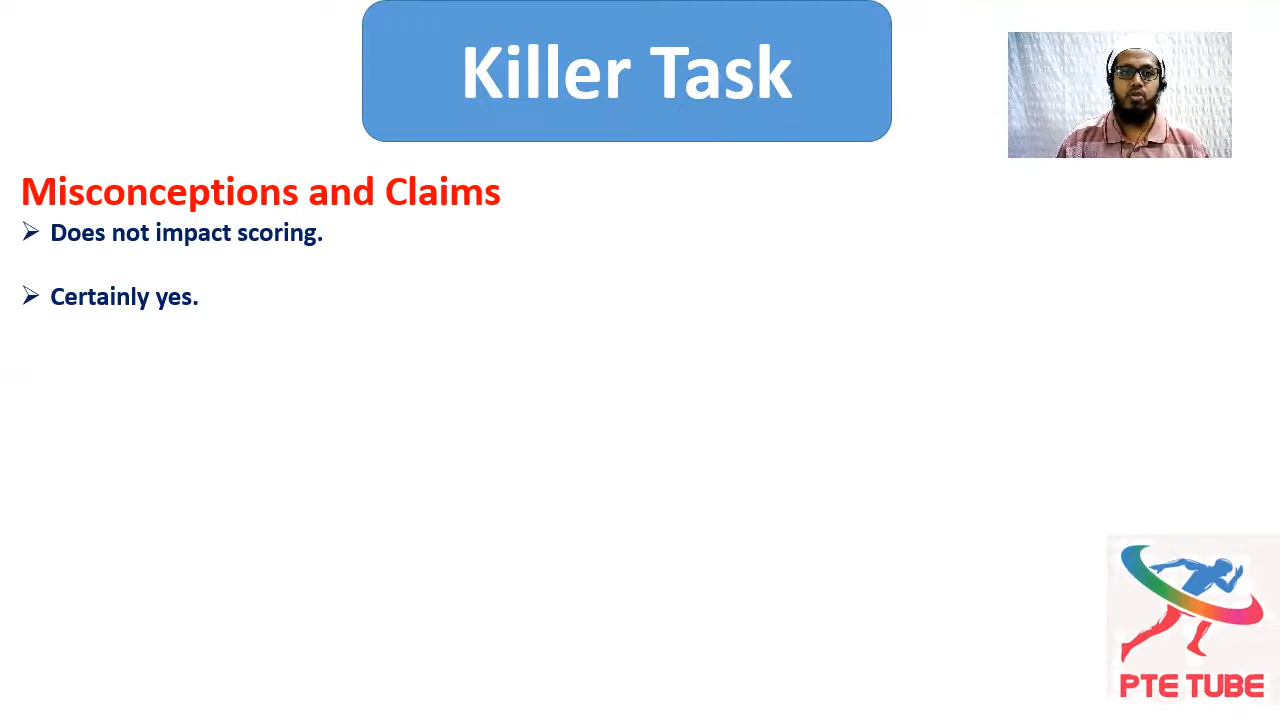 Killer Task
Misconceptions and Claims
Does not impact scoring.
Certainly yes.
PTE TUBE